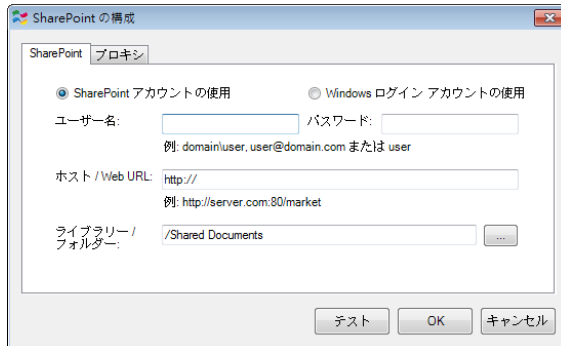 SharePoint の構成
SharePoint プロキシ
SharePoint アカウントの使用 Windows ログイン アカウントの使用
ユーザー名: パスワード:
例: domain\user, user@domain.com または user
ホスト / Web URL: http://
例: http://server.com:80/market
ライブラリー /
フォルダー: /Shared Documents ...
テスト OK キャンセル